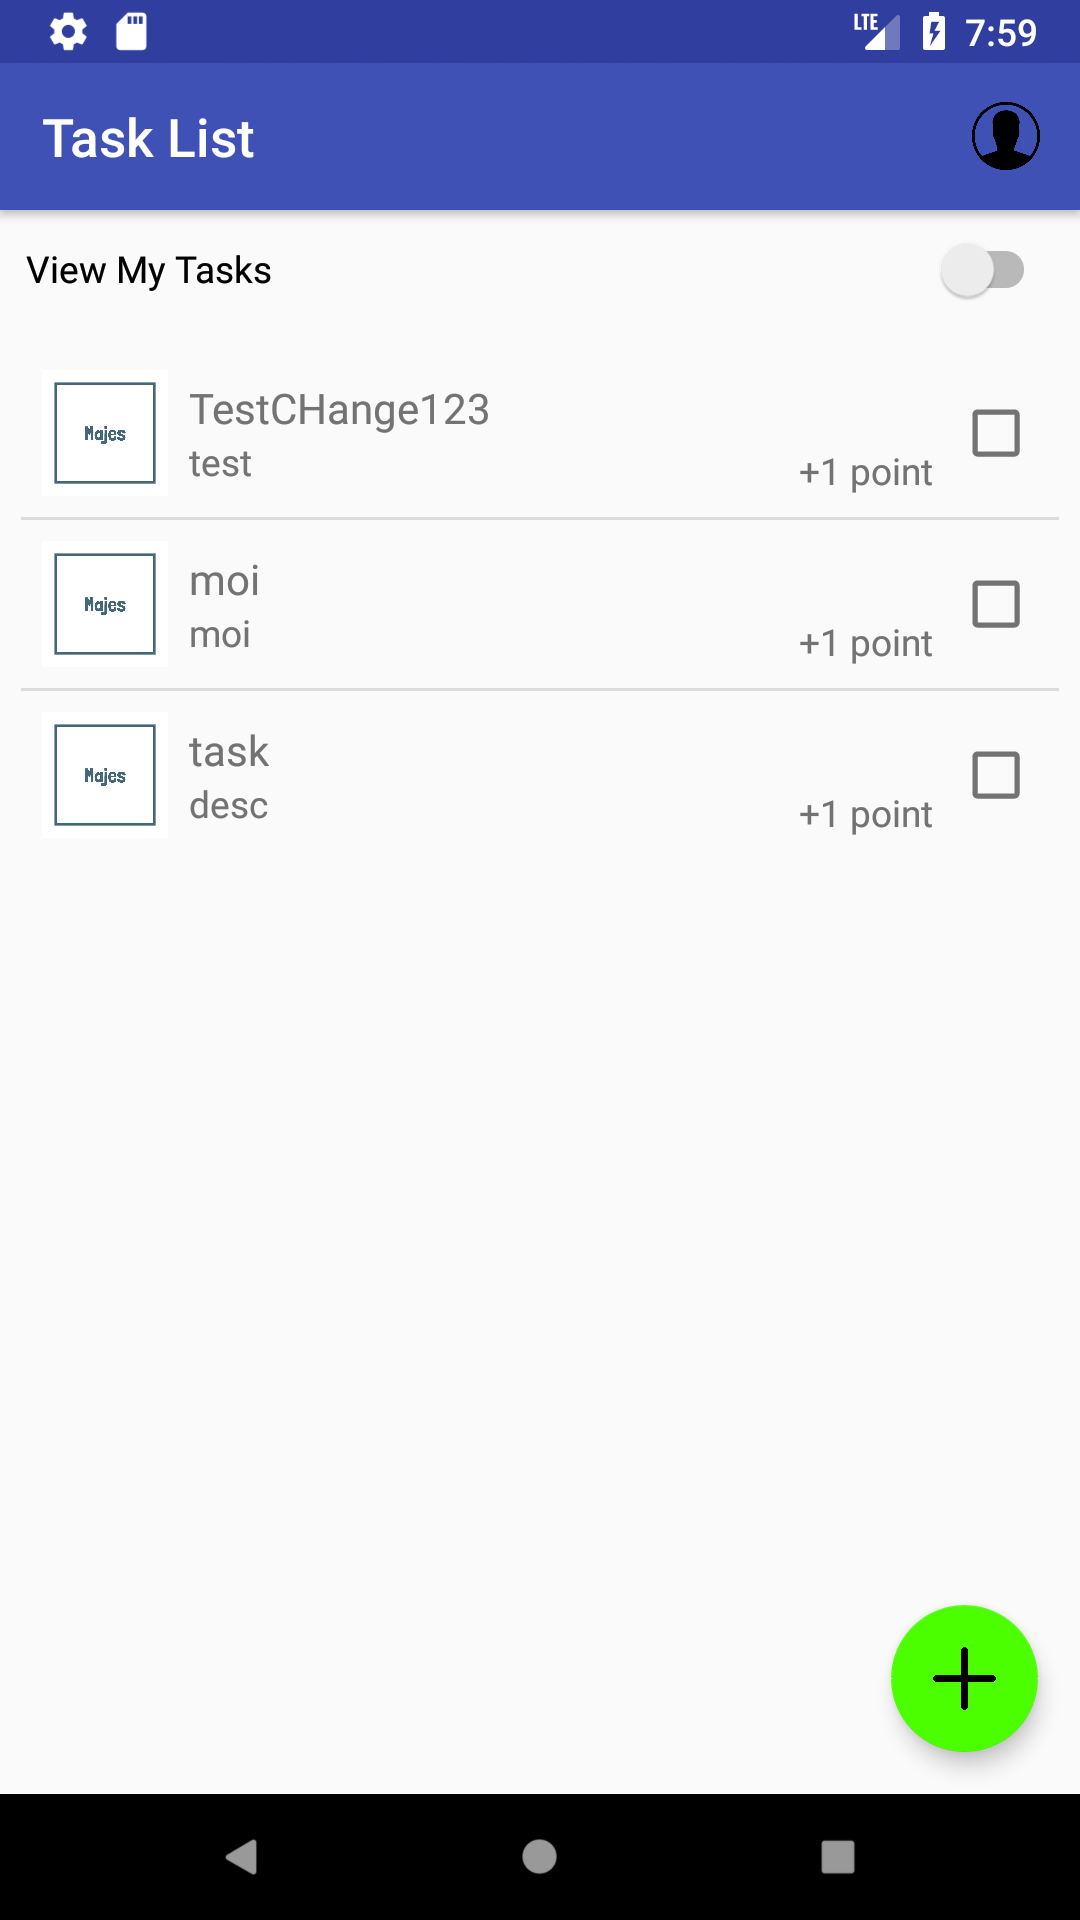 LTE 7:59
Task List
View My Tasks
Majes
TestCHange123
test
+1 point
Majes
moi
moi
+1 point
Majes
task
desc
+1 point